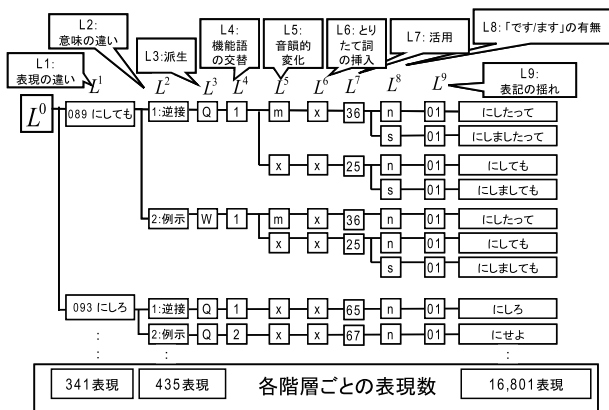 L1:
表現の違い
L2:
意味の違い
L3:派生
L4:
機能語
の交替
L5:
音韻的
変化
L6: とり
たて詞
の挿入
L7: 活用
L8: 「です/ます」の有無
L9:
表記の揺れ
L0 L1 L2 L3 L4 L5 L6 L7 L8 L9
089 にしても 1:逆接 Q 1 m x 36 n 01 にしたって
s 01 にしましたって
x x 25 n 01 にしても
s 01 にしましても
2:例示 W 1 m x 36 n 01 にしたって
x x 25 n 01 にしても
s 01 にしましても
093 にしろ 1:逆接 Q 1 x x 65 n 01 にしろ
2:例示 Q 2 x x 67 n 01 にせよ
341表現 435表現 各階層ごとの表現数 16,801表現